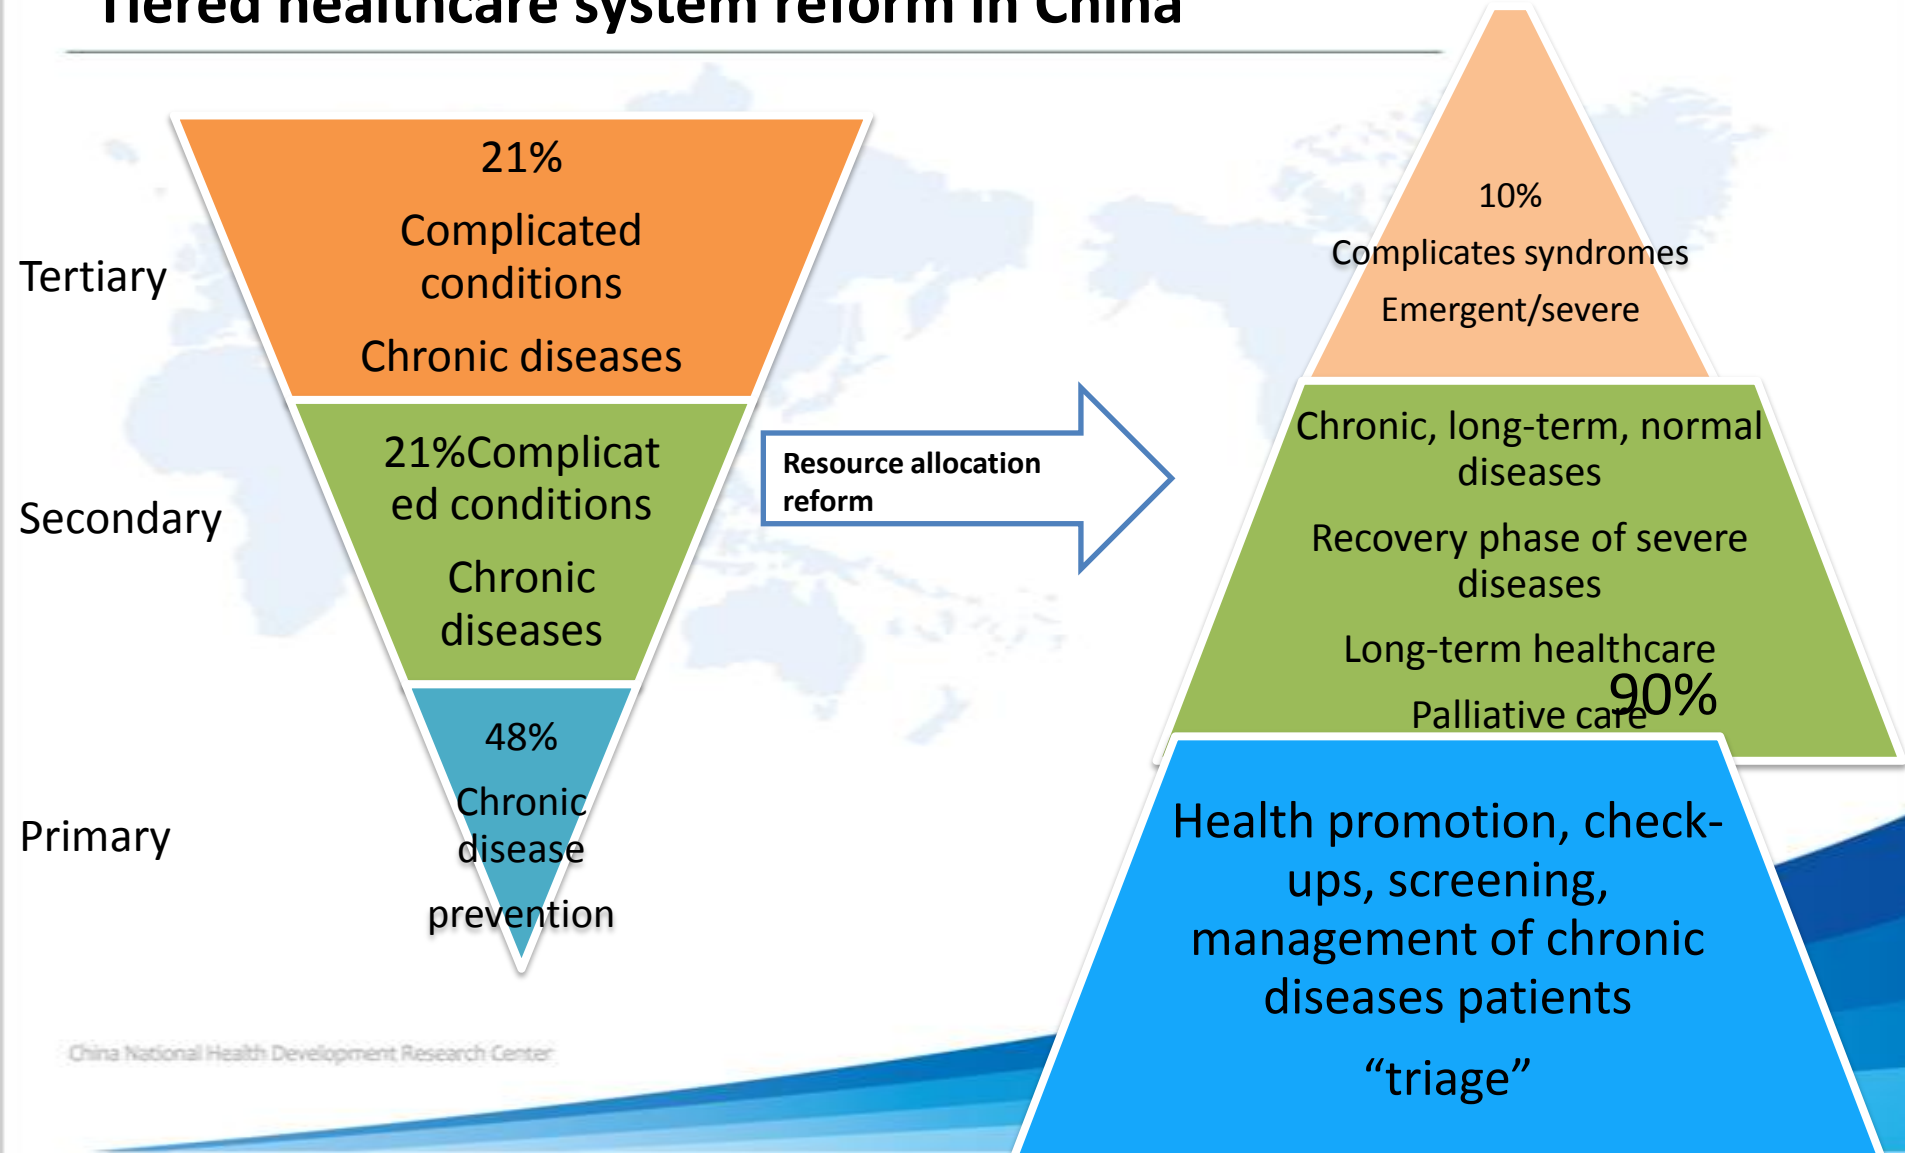 Tiered healthcare system reform in China
Tertiary
Secondary
Primary
21%
Complicated
conditions
Chronic diseases
21%Complicat
ed conditions
Chronic
diseases
48%
Chronic
disease
prevention
Resource allocation
reform
10%
Complicates syndromes
Emergent/severe
Chronic, long-term, normal
diseases
Recovery phase of severe
diseases
Long-term healthcare
Palliative care
90%
Health promotion, check-
ups, screening,
management of chronic
diseases patients
“triage”
China National Health Development Research Center